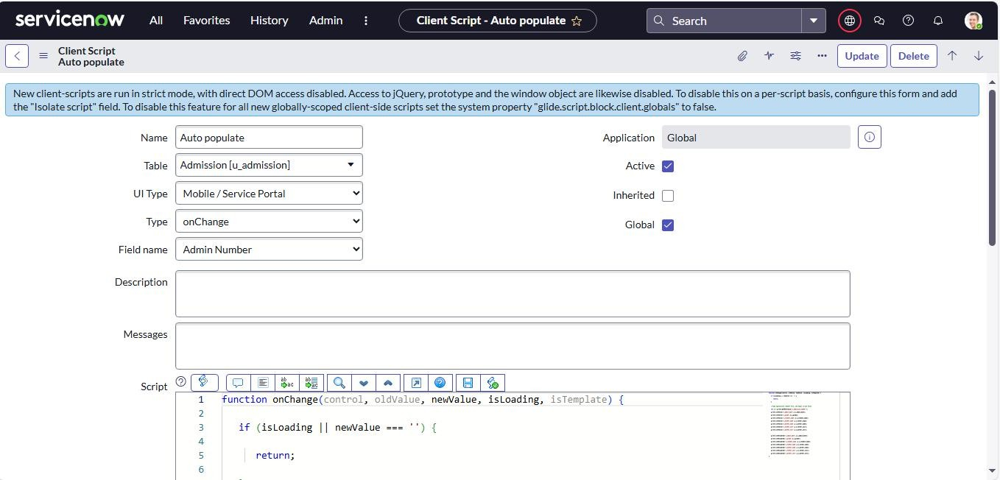 servicenow All Favorites History Admin Client Script - Auto populate Search
Client Script
Auto populate
Update Delete
New client-scripts are run in strict mode, with direct DOM access disabled. Access to jQuery, prototype and the window object are likewise disabled. To disable this on a per-script basis, configure this form and add
the "Isolate script" field. To disable this feature for all new globally-scoped client-side scripts set the system property "glide.script.block.client.globals" to false.
Name Auto populate Application Global
Table Admission [u_admission] Active
UI Type Mobile / Service Portal Inherited
Type onChange Global
Field name Admin Number
Description
Messages
Script
1 function onChange(control, oldValue, newValue, isLoading, isTemplate) {
2
3 if (isLoading || newValue === '') {
4
5 return;
6